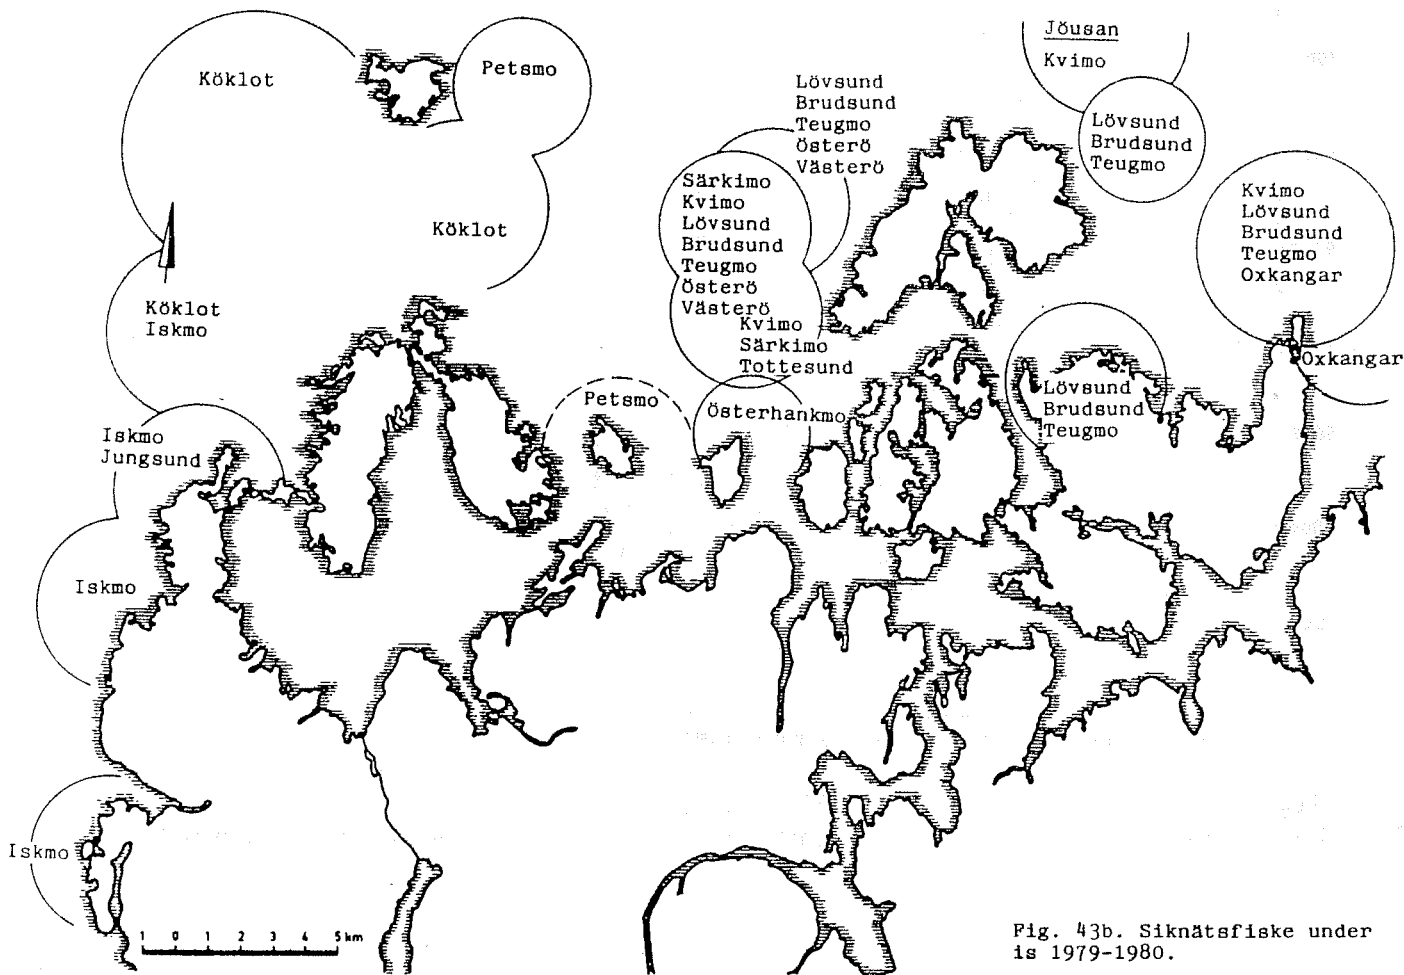 Köklot
Petsmo
Jöusan
Kvimo
Lövsund
Brudsund
Teugmo
Österö
Västerö
Lövsund
Brudsund
Teugmo
Särkimo
Kvimo
Lövsund
Brudsund
Teugmo
Österö
Västerö
Kvimo
Lövsund
Brudsund
Teugmo
Oxkangar
Köklot
Köklot
Iskmo
Kvimo
Särkimo
Tottesund
Oxkangar
Petsmo
Österhankmo
Lövsund
Brudsund
Teugmo
Iskmo
Jungsund
Iskmo
Iskmo
1 0 1 2 3 4 5 km
Fig. 43b. Siknätsfiske under
is 1979-1980.